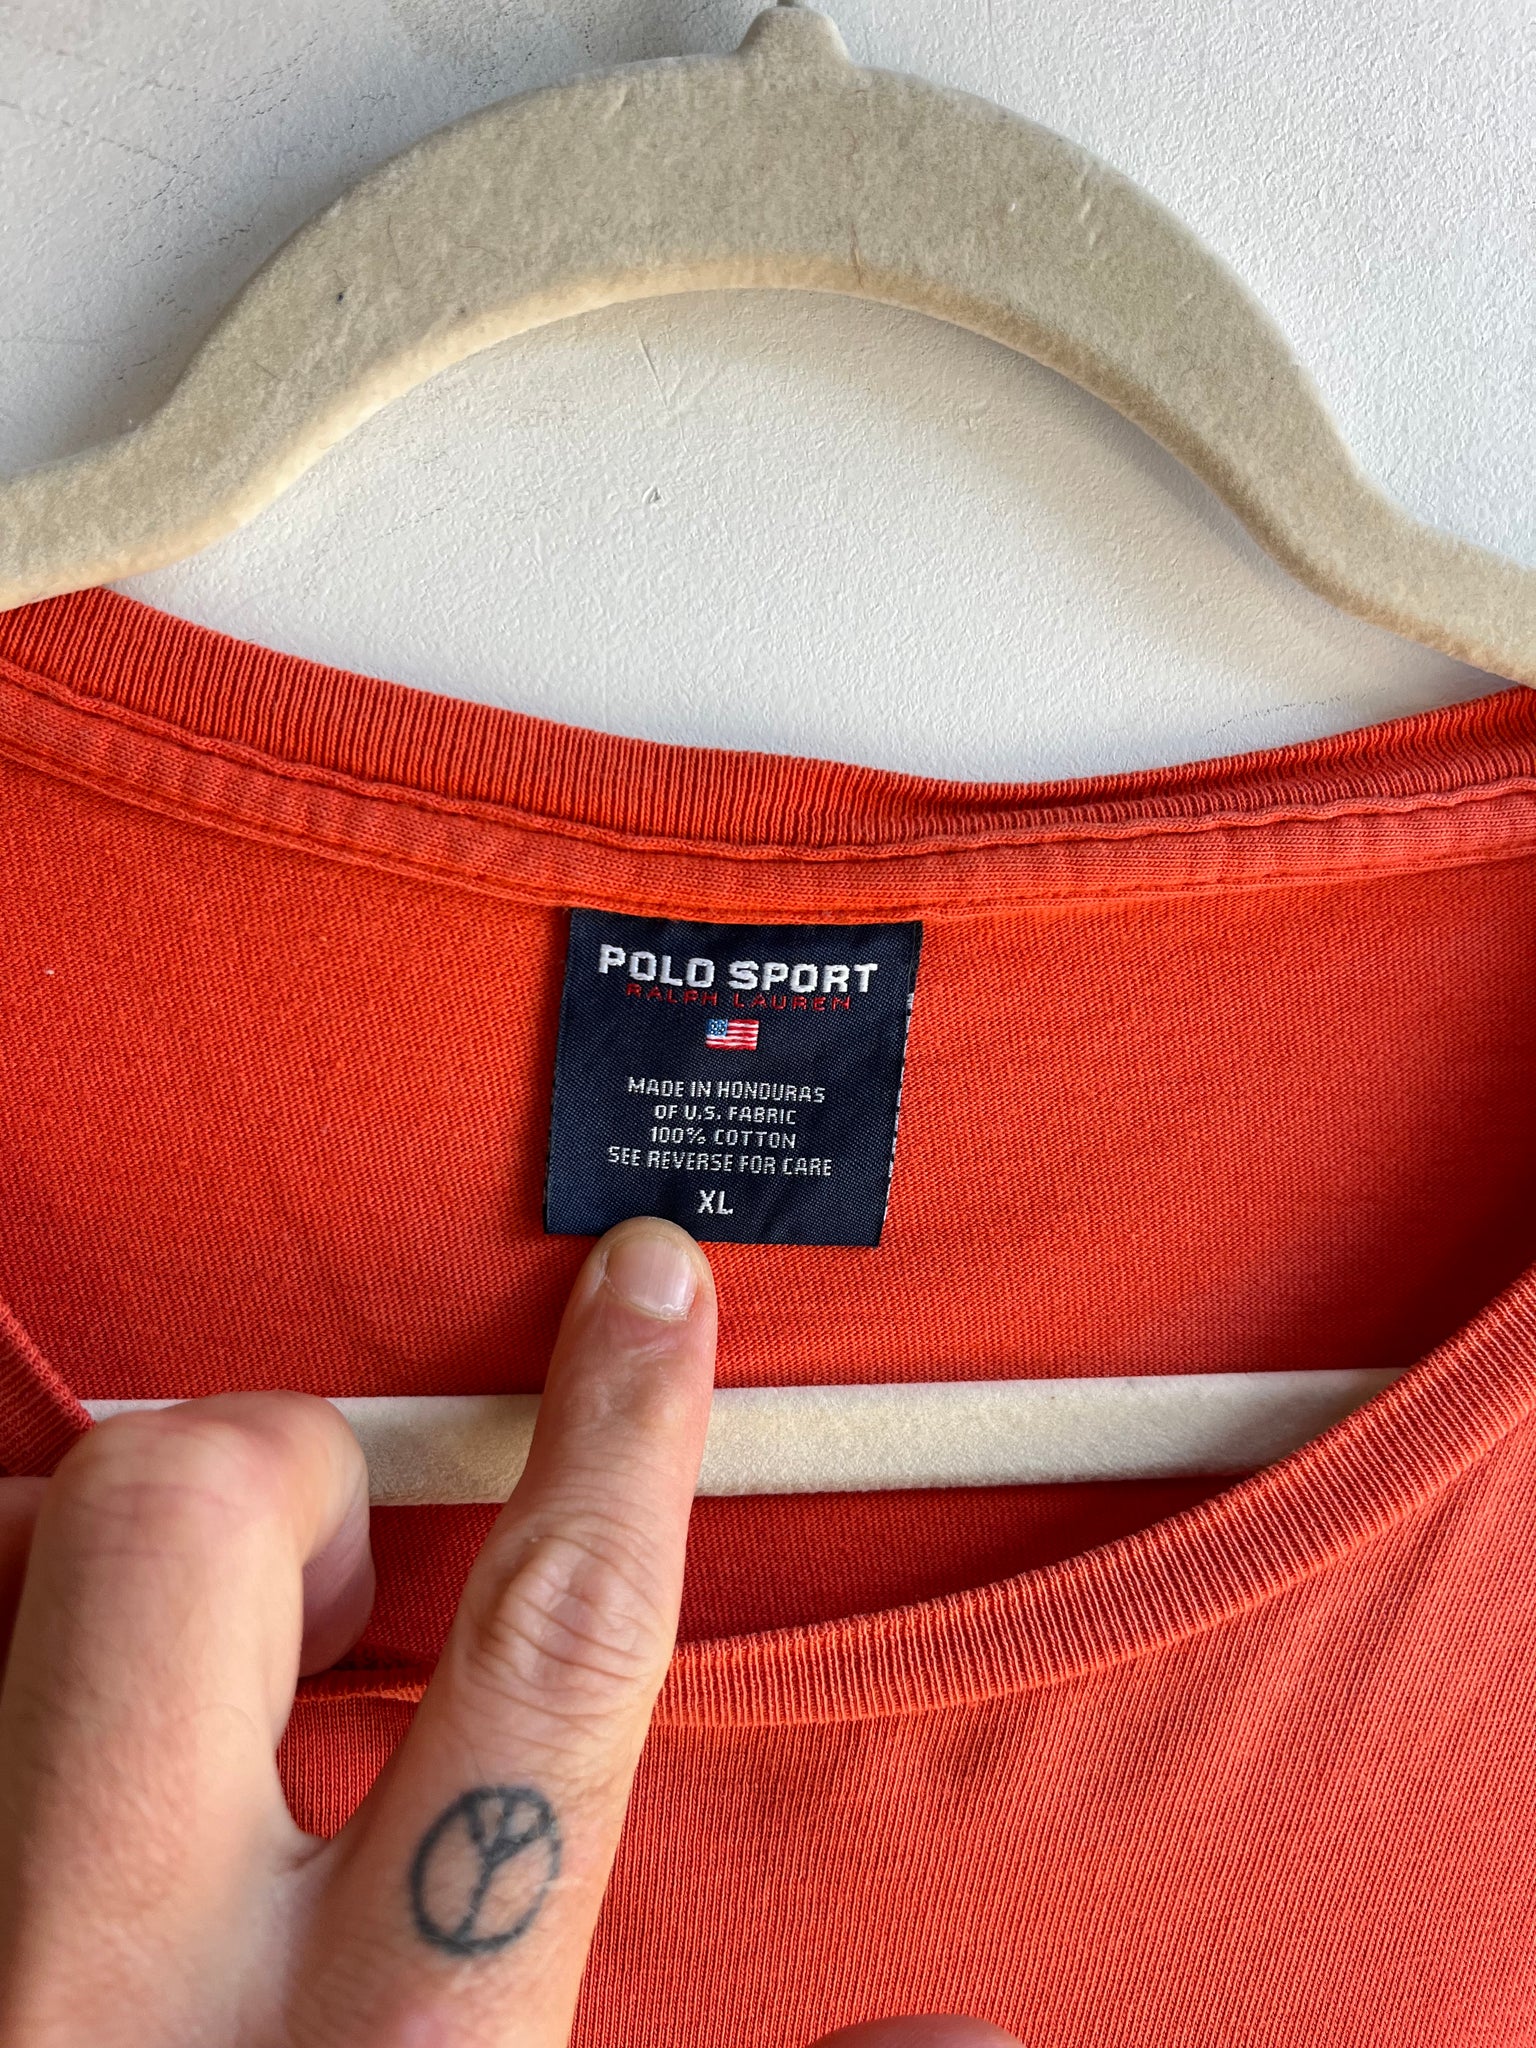 POLO SPORT
RALPH LAUREN
MADE IN HONDURAS
OF U.S. FABRIC
100% COTTON
SEE REVERSE FOR CARE
XL